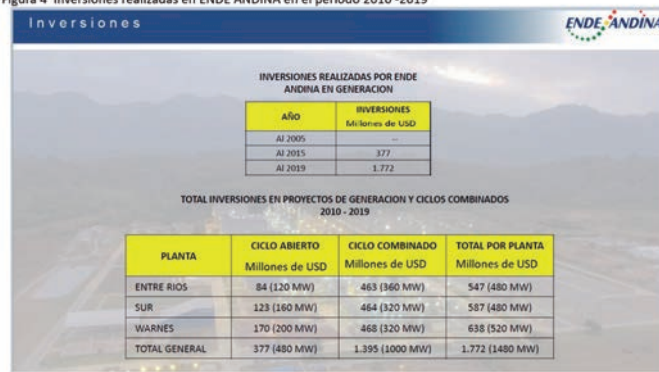 Figura 4 Inversiones realizadas en ENDE ANDINA en el periodo 2010 -2019
Inversiones
ENDE ANDINA
INVERSIONES REALIZADAS POR ENDE
ANDINA EN GENERACION
AÑO INVERSIONES Millones de USD
Al 2005 --
Al 2015 377
Al 2019 1.772
TOTAL INVERSIONES EN PROYECTOS DE GENERACION Y CICLOS COMBINADOS
2010 - 2019
PLANTA CICLO ABIERTO Millones de USD CICLO COMBINADO Millones de USD TOTAL POR PLANTA Millones de USD
ENTRE RIOS 84 (120 MW) 463 (360 MW) 547 (480 MW)
SUR 123 (160 MW) 464 (320 MW) 587 (480 MW)
WARNES 170 (200 MW) 468 (320 MW) 638 (520 MW)
TOTAL GENERAL 377 (480 MW) 1.395 (1000 MW) 1.772 (1480 MW)